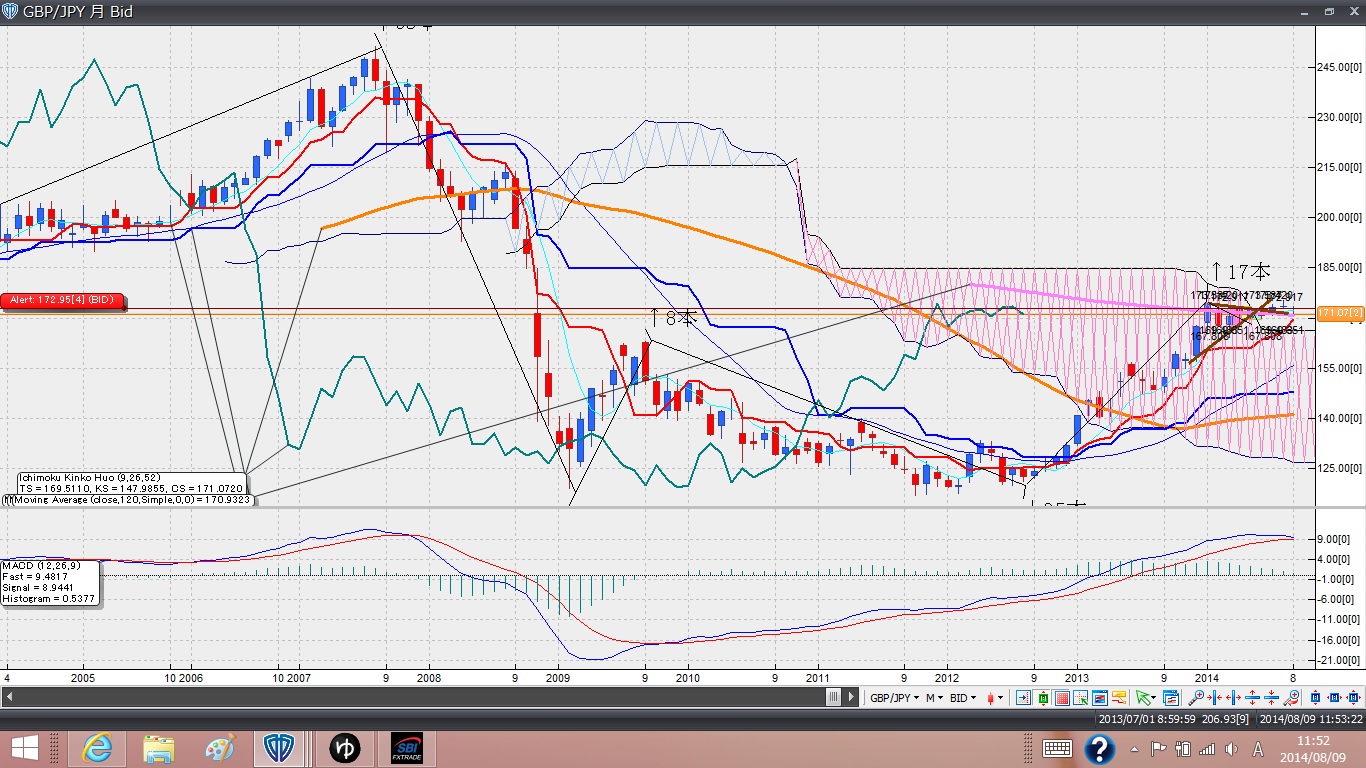 GBP/JPY 月 Bid
245.00[0]
230.00[0]
215.00[0]
200.00[0]
185.00[0]
↑17本
Alert: 172.95[4] (BID)
171.07[2]
↑8本
155.00[0]
140.00[0]
125.00[0]
Ichimoku Kinko Huo (9,26,52)
TS = 169.5110, KS = 147.9855, CS = 171.0720
Moving Average (close,120,Simple,0,0) = 170.9323
MACD (12,26,9)
Fast = 9.4817
Signal = 8.9441
Histogram = 0.5377
9.00[0]
4.00[0]
-1.00[0]
-6.00[0]
-11.00[0]
-16.00[0]
-21.00[0]
4 2005 10 2006 10 2007 9 2008 9 2009 9 2010 9 2011 9 2012 9 2013 9 2014 8
GBP/JPY M BID
2013/07/01 8:59:59 206.93[9] 2014/08/09 11:53:22
ゆ SBI FXTRADE A 11:52
2014/08/09